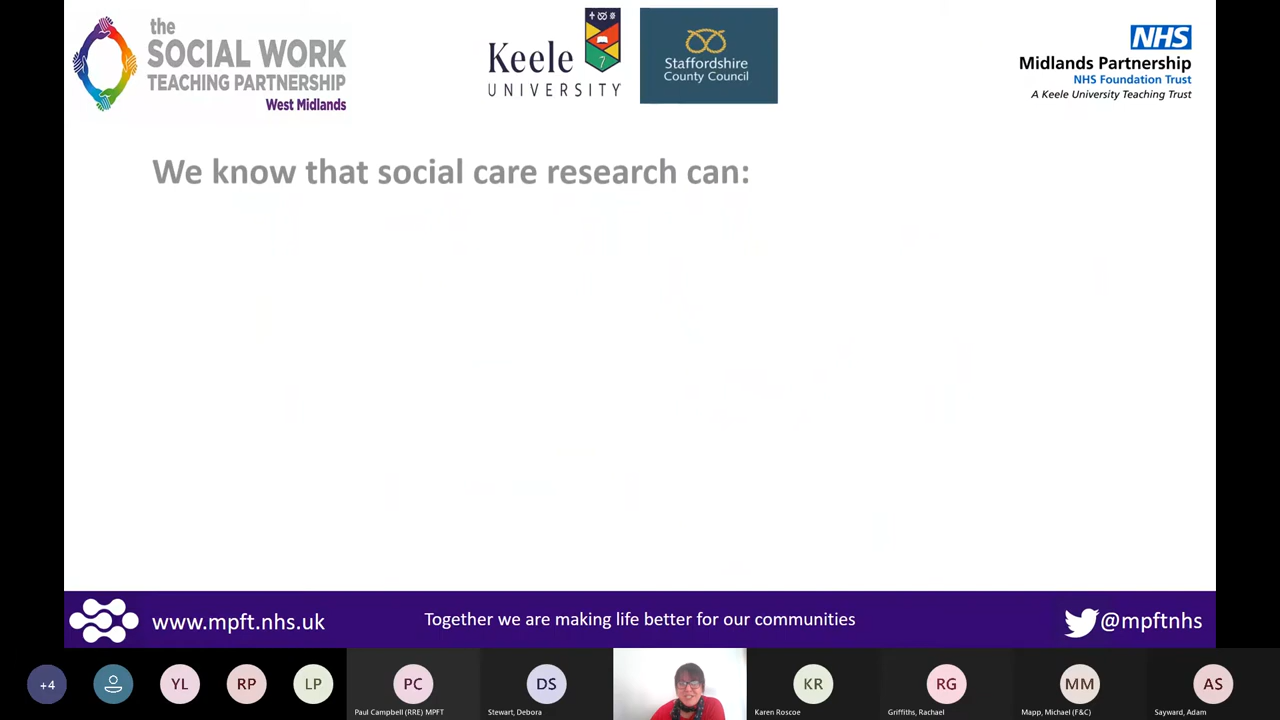 the
SOCIAL WORK
TEACHING PARTNERSHIP
West Midlands
Keele
UNIVERSITY
Staffordshire
County Council
NHS
Midlands Partnership
NHS Foundation Trust
A Keele University Teaching Trust
We know that social care research can:
www.mpft.nhs.uk
Together we are making life better for our communities
@mpftnhs
+4
YL
RP
LP
PC
DS
KR
RG
MM
AS
Paul Campbell (RRE) MPFT
Stewart, Debora
Karen Roscoe
Griffiths, Rachael
Mapp, Michael (F&C)
Sayward, Adam